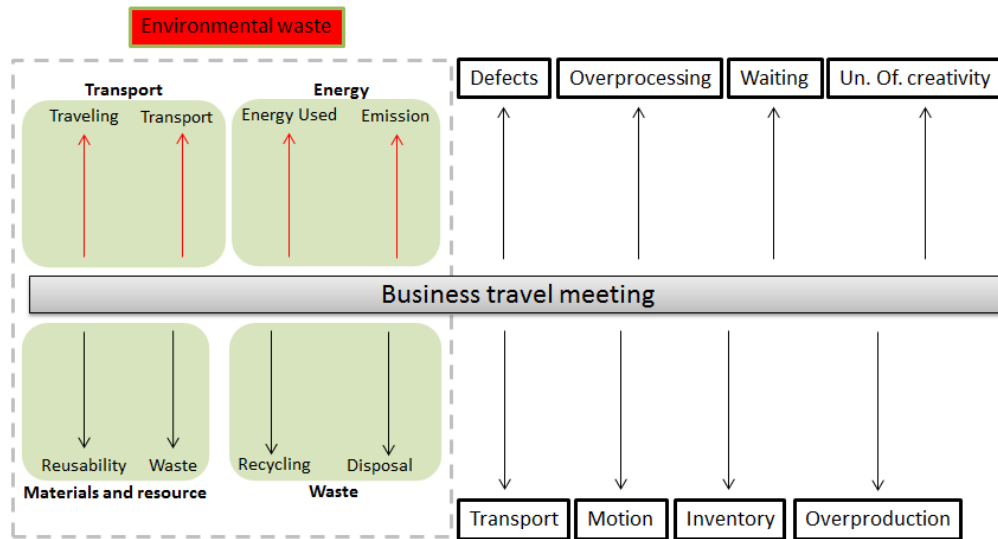 Environmental waste
Defects
Overprocessing
Waiting
Un. Of. creativity
Transport
Energy
Traveling
Transport
Energy Used
Emission
Business travel meeting
Reusability
Waste
Recycling
Disposal
Materials and resource
Waste
Transport
Motion
Inventory
Overproduction